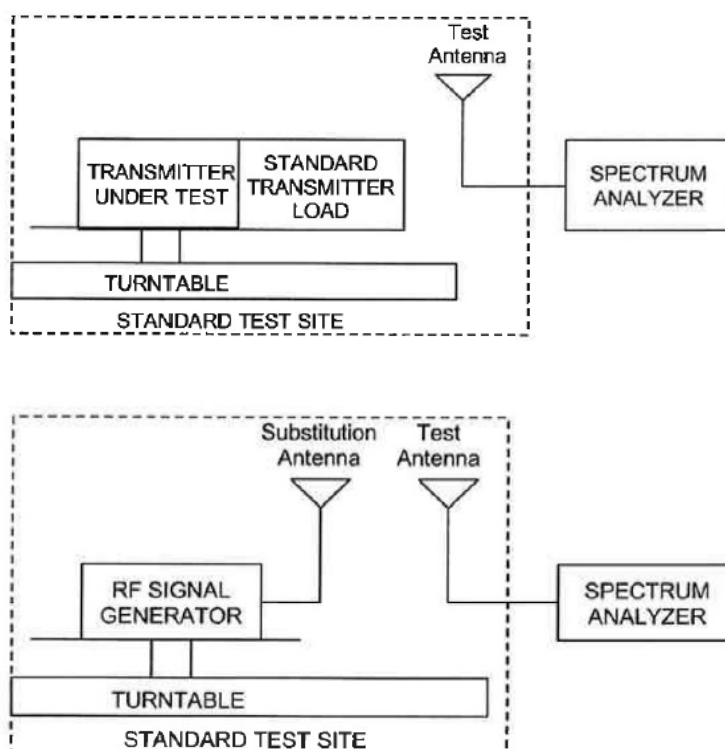 Test
Antenna
TRANSMITTER
UNDER TEST
STANDARD
TRANSMITTER
LOAD
SPECTRUM
ANALYZER
TURNTABLE
STANDARD TEST SITE
Substitution
Antenna
Test
Antenna
RF SIGNAL
GENERATOR
SPECTRUM
ANALYZER
TURNTABLE
STANDARD TEST SITE